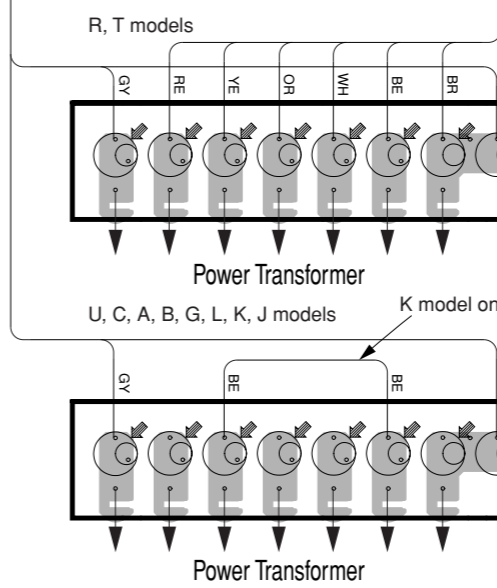 R, T models
GY
RE
YE
OR
WH
BE
BR
Power Transformer
U, C, A, B, G, L, K, J models
K model on
GY
BE
BE
Power Transformer